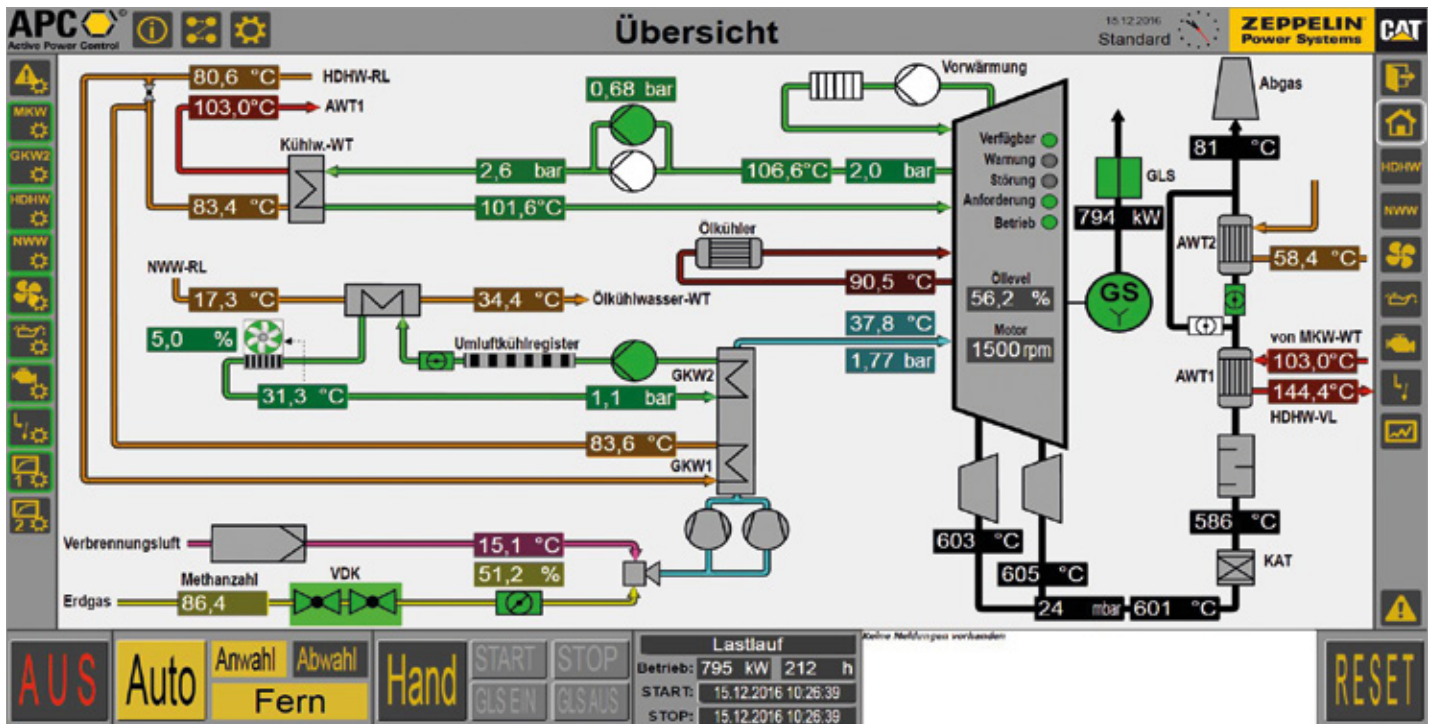 APC
Active Power Control
Übersicht
15.12.2016
Standard
ZEPPELIN
Power Systems
CAT
80,6 °C
HDHW-RL
103,0°C
AWT1
0,68 bar
Vorwärmung
Abgas
Kühlw.-WT
2,6 bar
106,6°C
2,0 bar
Verfügbar
Warnung
Störung
Anforderung
Betrieb
GLS
81 °C
83,4 °C
101,6°C
794 kW
AWT2
58,4 °C
Ölkühler
90,5 °C
Öllevel
56,2 %
GS
Y
NWW-RL
17,3 °C
34,4 °C
Ölkühlwasser-WT
37,8 °C
1,77 bar
Motor
1500 rpm
5,0 %
Umluftkühlregister
GKW2
31,3 °C
1,1 bar
von MKW-WT
103,0°C
AWT1
144,4°C
HDHW-VL
83,6 °C
GKW1
Verbrennungsluft
15,1 °C
51,2 %
Methanzahl
VDK
Erdgas
86,4
603 °C
605 °C
586 °C
KAT
24 mbar
601 °C
MKW
GKW2
HDHW
NWW
1
2
HDHW
NWW
AUS
Auto
Anwahl
Abwahl
Fern
Hand
START
STOP
GLS EIN
GLS AUS
Lastlauf
Betrieb: 795 kW 212 h
START: 15.12.2016 10:26:39
STOP: 15.12.2016 10:26:39
Keine Meldungen vorhanden
RESET